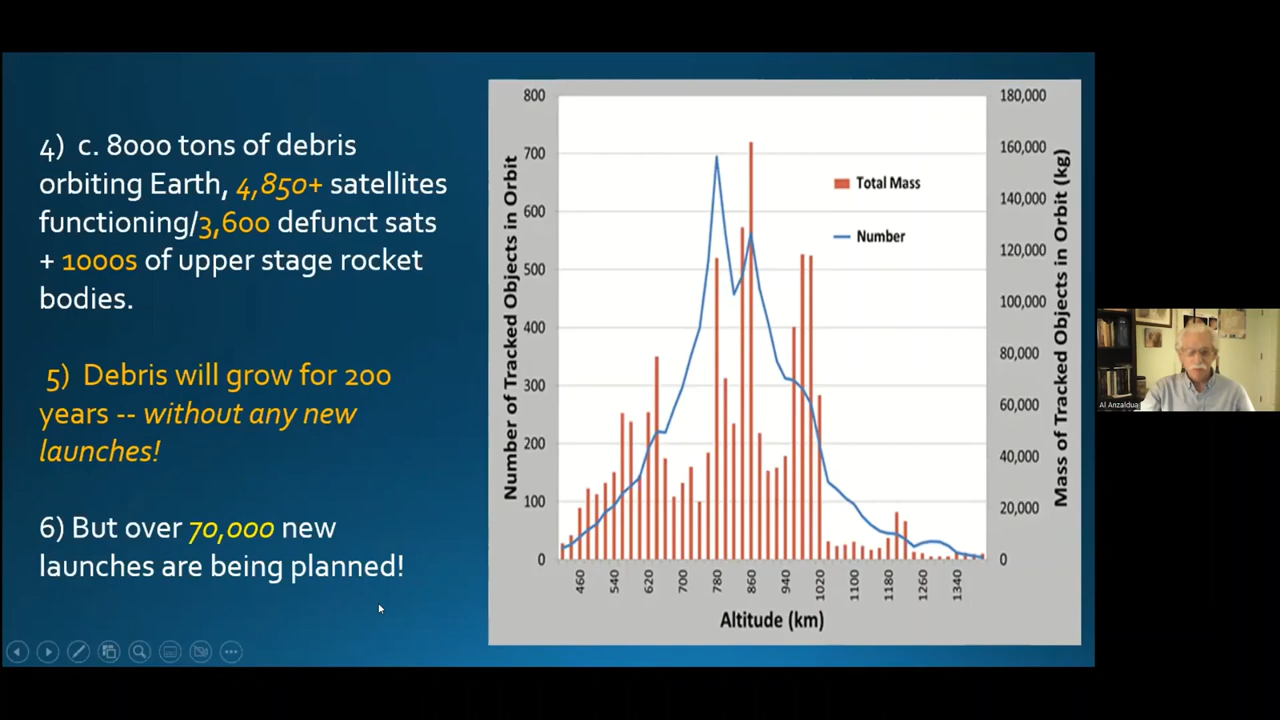 4) c. 8000 tons of debris
orbiting Earth, 4,850+ satellites
functioning/3,600 defunct sats
+ 1000s of upper stage rocket
bodies.
5) Debris will grow for 200
years -- without any new
launches!
6) But over 70,000 new
launches are being planned!
Number of Tracked Objects in Orbit
800
700
600
500
400
300
200
100
0
Total Mass
Number
180,000
160,000
140,000
120,000
100,000
80,000
60,000
40,000
20,000
0
Mass of Tracked Objects in Orbit (kg)
460 540 620 700 780 860 940 1020 1100 1180 1260 1340
Altitude (km)
Al Anzaldua